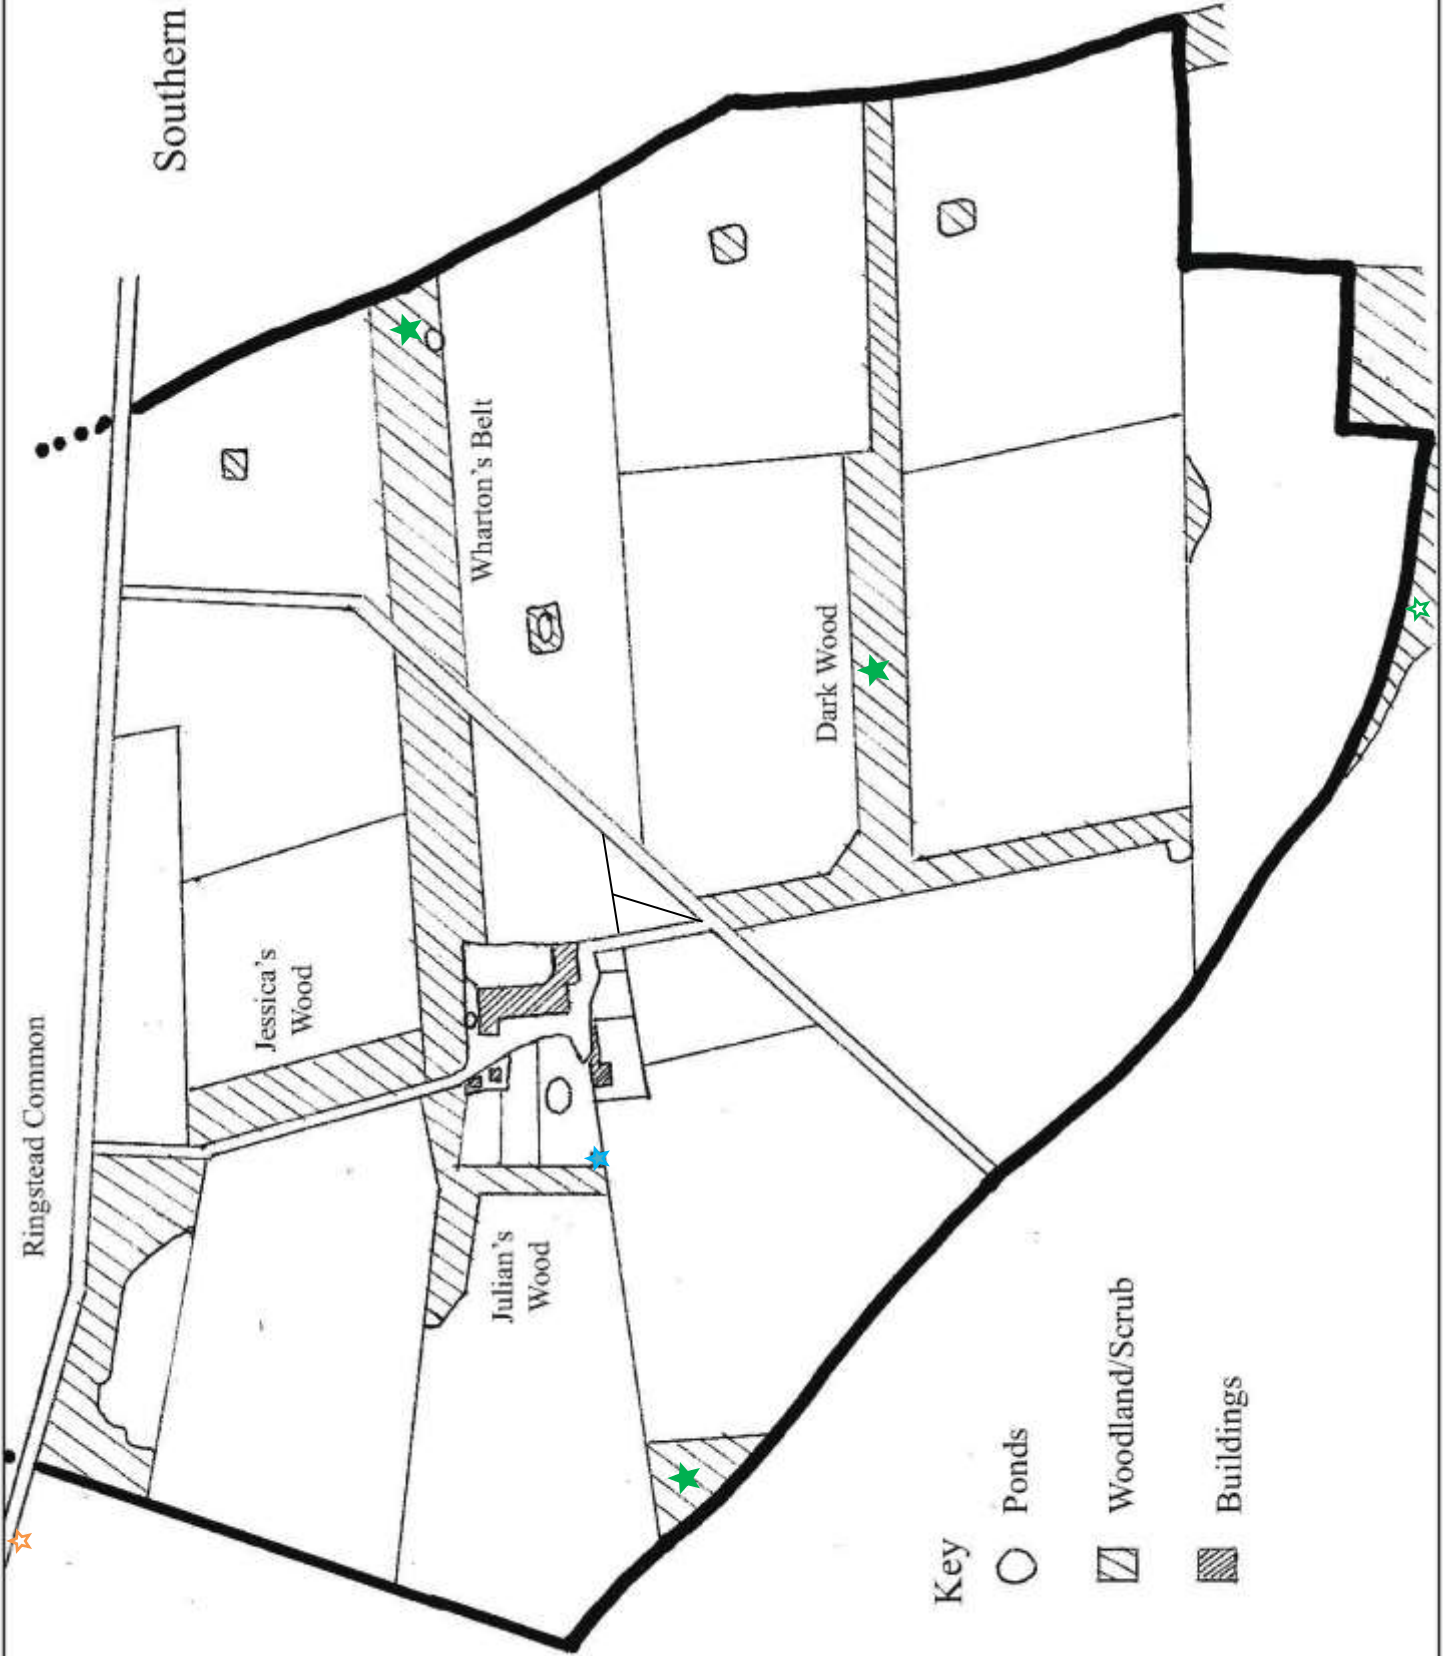 Southern
Ringstead Common
Jessica's
Wood
Wharton's Belt
Julian's
Wood
Dark Wood
Key
Ponds
Woodland/Scrub
Buildings